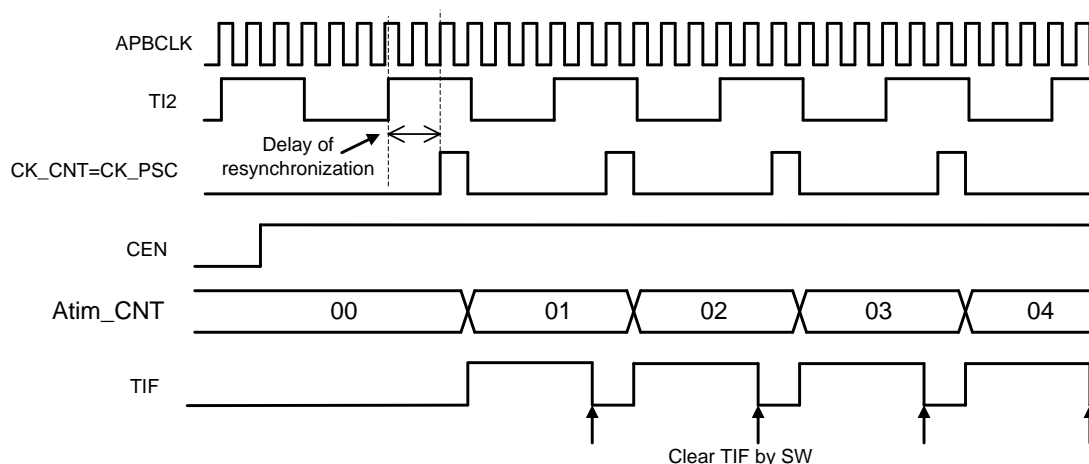 APBCLK
TI2
Delay of
resynchronization
CK_CNT=CK_PSC
CEN
Atim_CNT
00 01 02 03 04
TIF
Clear TIF by SW